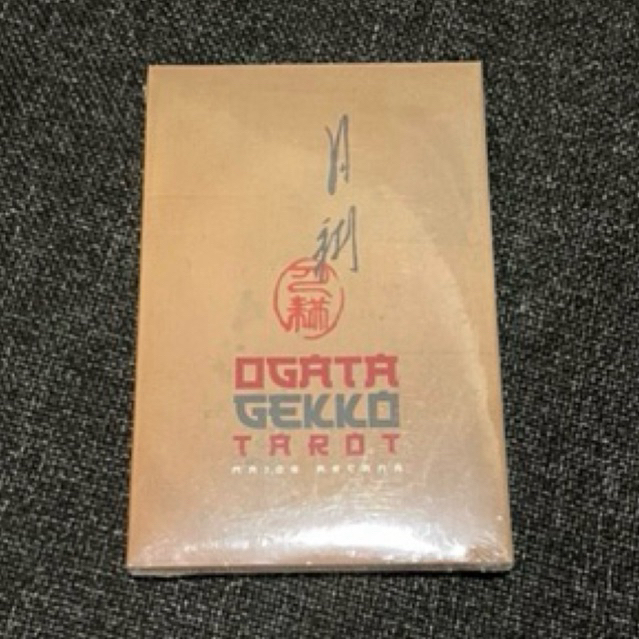 月
耕
OGATA
GEKKO
TAROT
MAJOR ARCANA